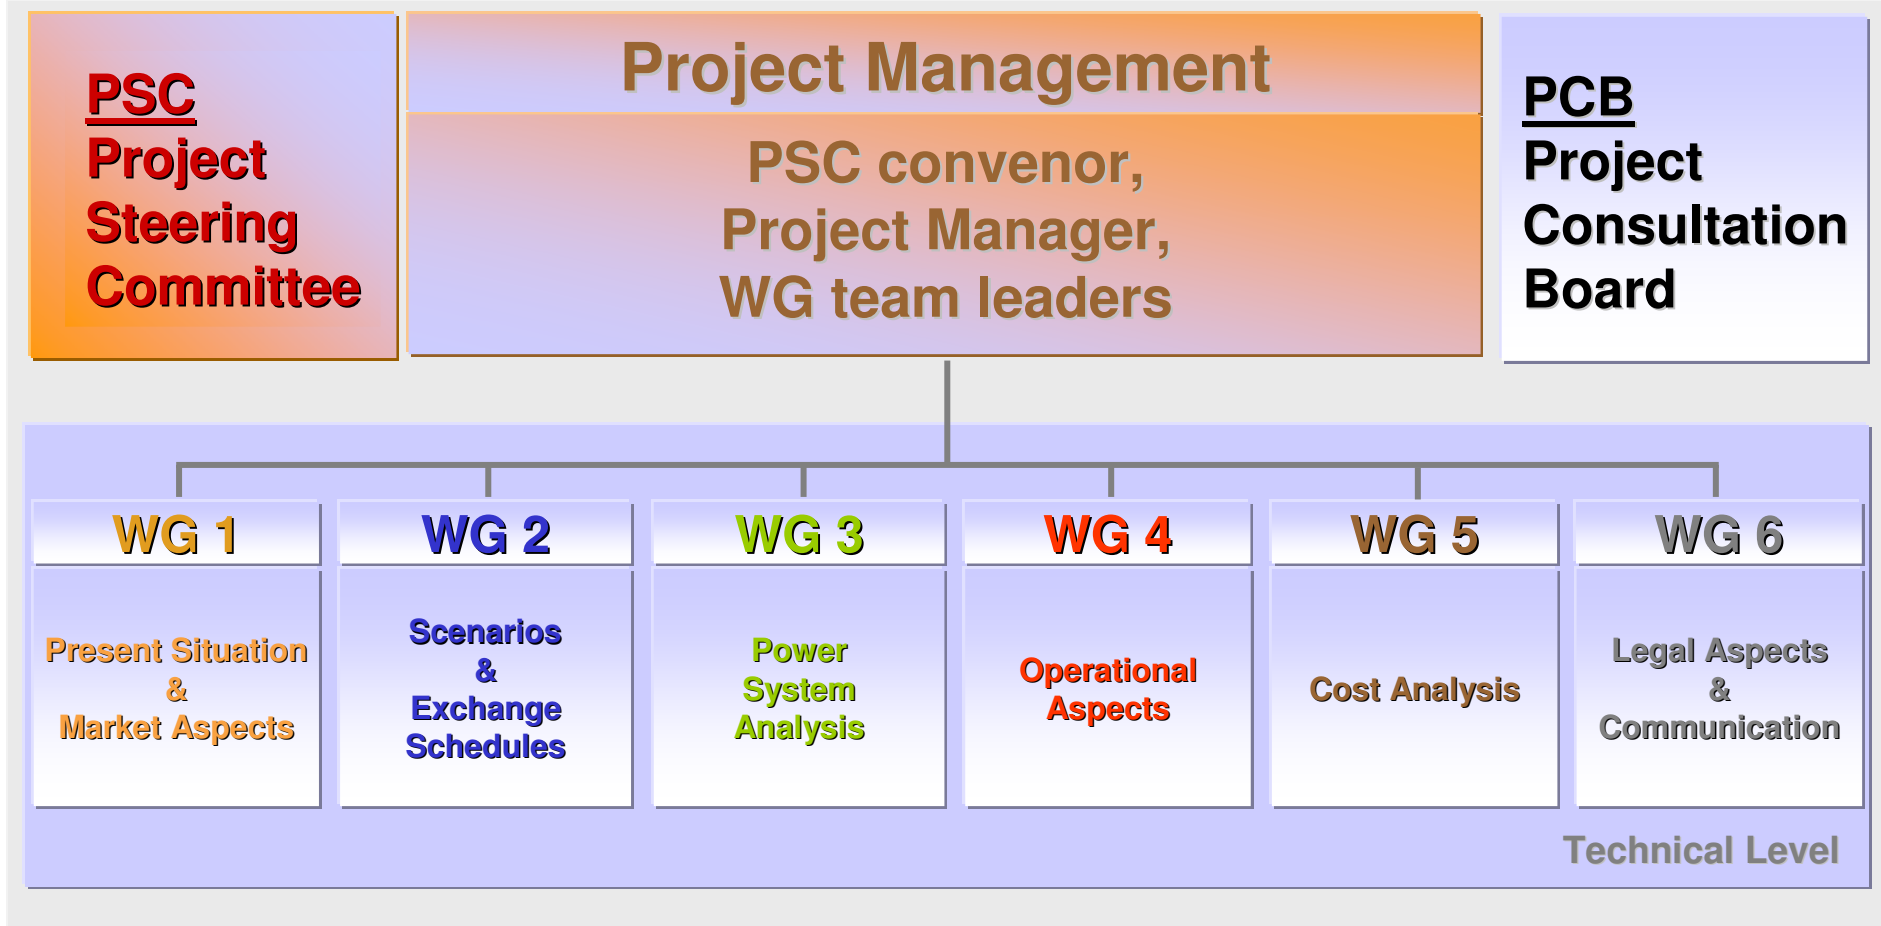 PSC
Project
Steering
Committee
Project Management
PSC convenor,
Project Manager,
WG team leaders
PCB
Project
Consultation
Board
WG 1
Present Situation
&
Market Aspects
WG 2
Scenarios
&
Exchange
Schedules
WG 3
Power
System
Analysis
WG 4
Operational
Aspects
WG 5
Cost Analysis
WG 6
Legal Aspects
&
Communication
Technical Level